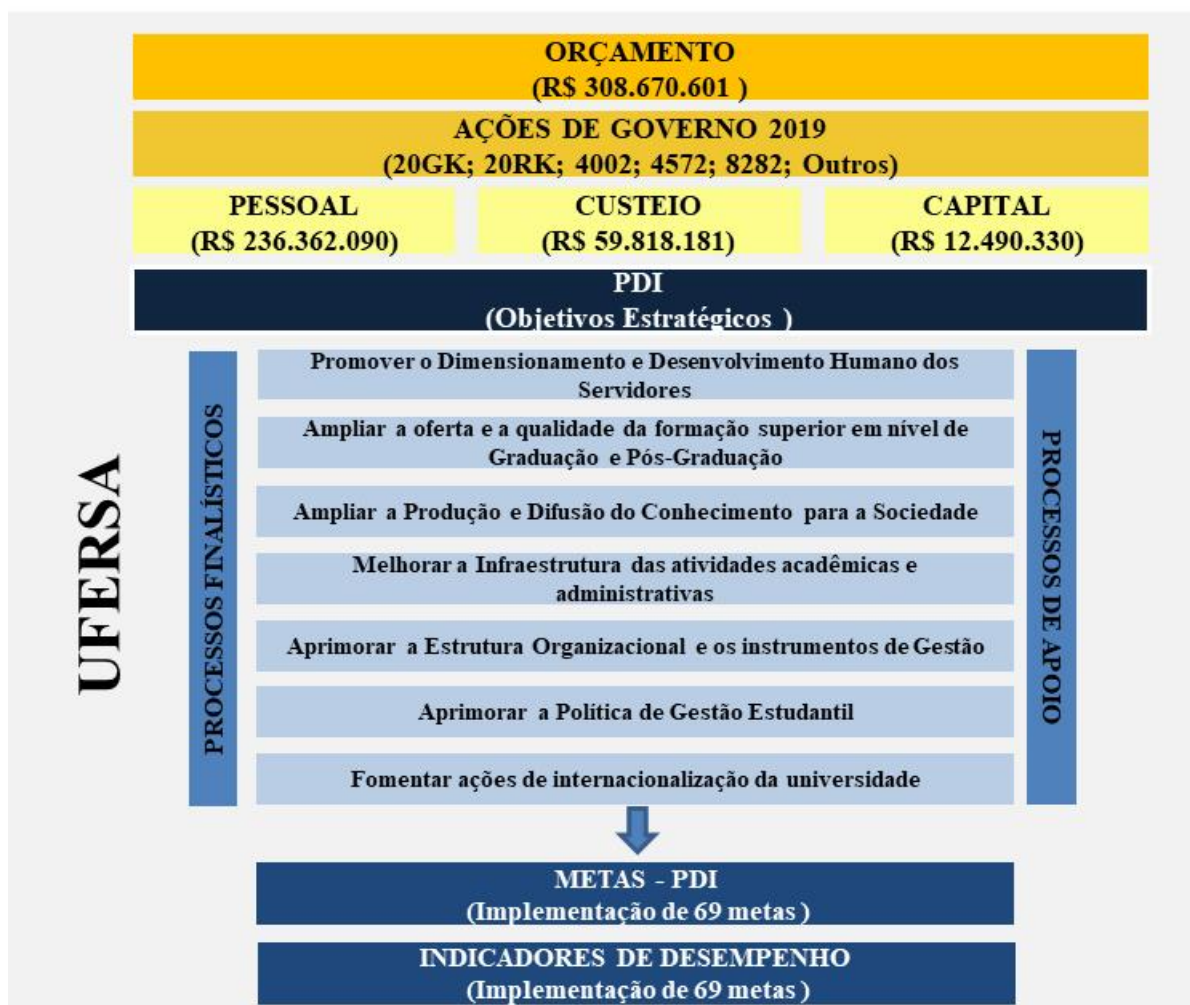 ORÇAMENTO
(R$ 308.670.601 )
AÇÕES DE GOVERNO 2019
(20GK; 20RK; 4002; 4572; 8282; Outros)
PESSOAL
(R$ 236.362.090)
CUSTEIO
(R$ 59.818.181)
CAPITAL
(R$ 12.490.330)
PDI
(Objetivos Estratégicos )
UFERSA
PROCESSOS FINALÍSTICOS
Promover o Dimensionamento e Desenvolvimento Humano dos
Servidores
Ampliar a oferta e a qualidade da formação superior em nível de
Graduação e Pós-Graduação
Ampliar a Produção e Difusão do Conhecimento para a Sociedade
Melhorar a Infraestrutura das atividades acadêmicas e
administrativas
Aprimorar a Estrutura Organizacional e os instrumentos de Gestão
Aprimorar a Política de Gestão Estudantil
Fomentar ações de internacionalização da universidade
PROCESSOS DE APOIO
METAS - PDI
(Implementação de 69 metas )
INDICADORES DE DESEMPENHO
(Implementação de 69 metas )